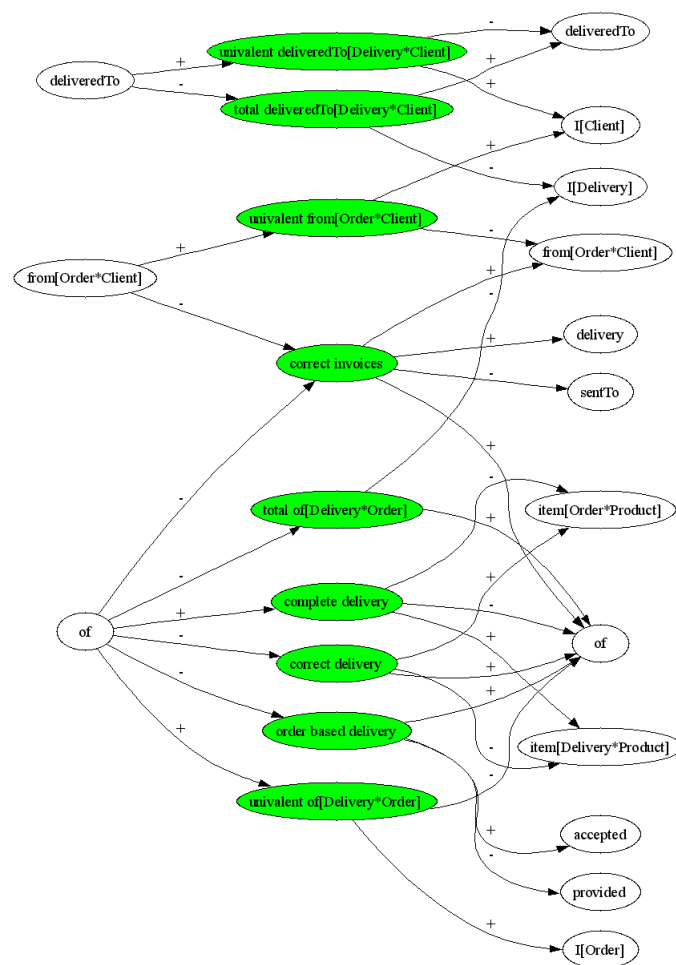 -
deliveredTo
univalent deliveredTo[Delivery*Client]
+
deliveredTo
-
+
+
total deliveredTo[Delivery*Client]
I[Client]
+
-
I[Delivery]
univalent from[Order*Client]
+
-
from[Order*Client]
from[Order*Client]
+
-
-
delivery
+
correct invoices
-
sentTo
+
-
-
item[Order*Product]
total of[Delivery*Order]
+
-
+
complete delivery
-
+
of
+
of
-
correct delivery
+
-
+
order based delivery
item[Delivery*Product]
-
+
-
univalent of[Delivery*Order]
+
accepted
-
provided
+
I[Order]